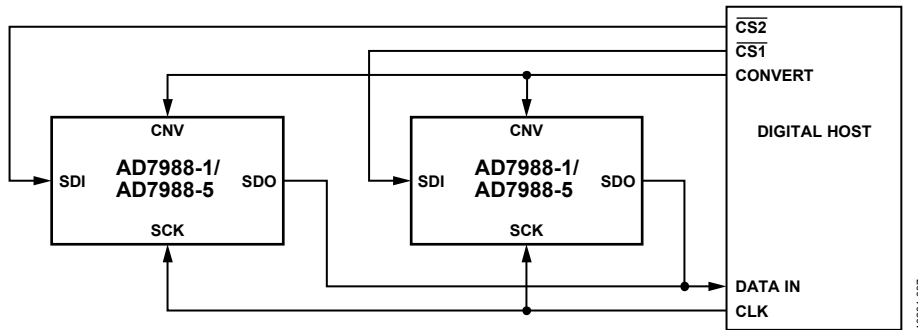 CS2
CS1
CONVERT
DIGITAL HOST
CNV
AD7988-1/
AD7988-5
SDI
SDO
SCK
CNV
AD7988-1/
AD7988-5
SDI
SDO
SCK
DATA IN
CLK